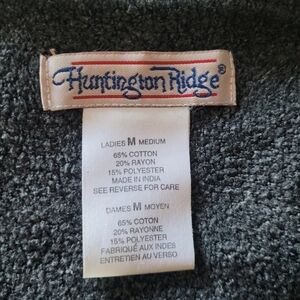 Huntington Ridge®
LADIES M MEDIUM
65% COTTON
20% RAYON
15% POLYESTER
MADE IN INDIA
SEE REVERSE FOR CARE
DAMES M MOYEN
65% COTON
20% RAYONNE
15% POLYESTER
FABRIQUÉ AUX INDES
ENTRETIEN AU VERSO